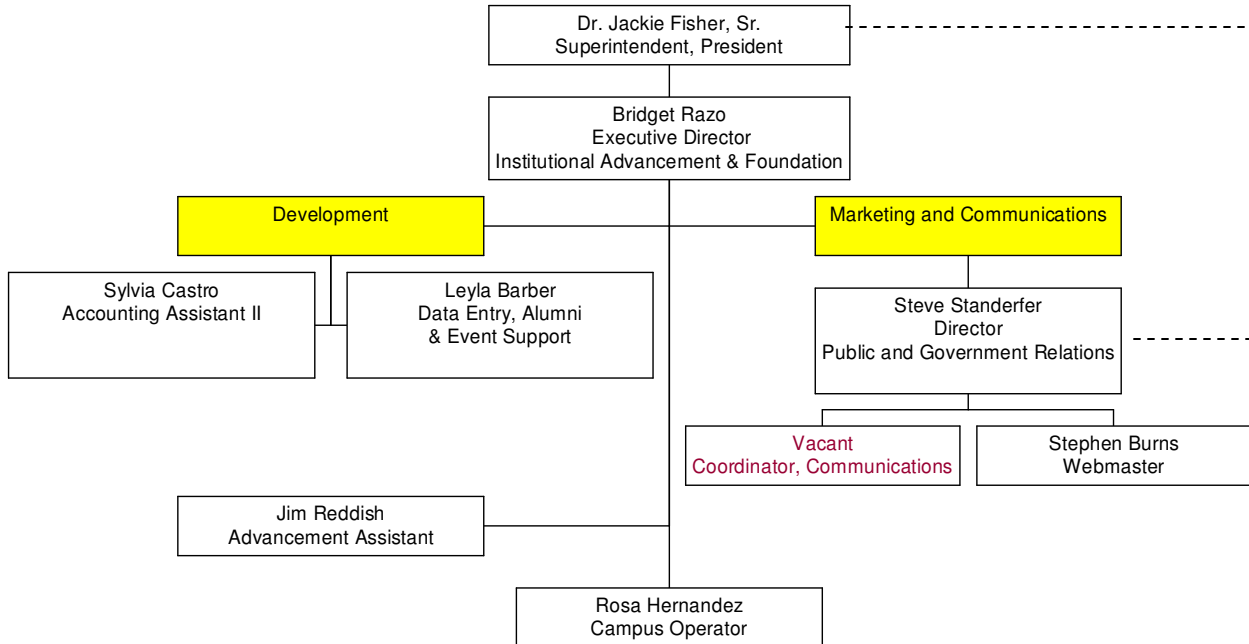 Dr. Jackie Fisher, Sr.
Superintendent, President
Bridget Razo
Executive Director
Institutional Advancement & Foundation
Development
Marketing and Communications
Sylvia Castro
Accounting Assistant II
Leyla Barber
Data Entry, Alumni
& Event Support
Steve Standerfer
Director
Public and Government Relations
Vacant
Coordinator, Communications
Stephen Burns
Webmaster
Jim Reddish
Advancement Assistant
Rosa Hernandez
Campus Operator